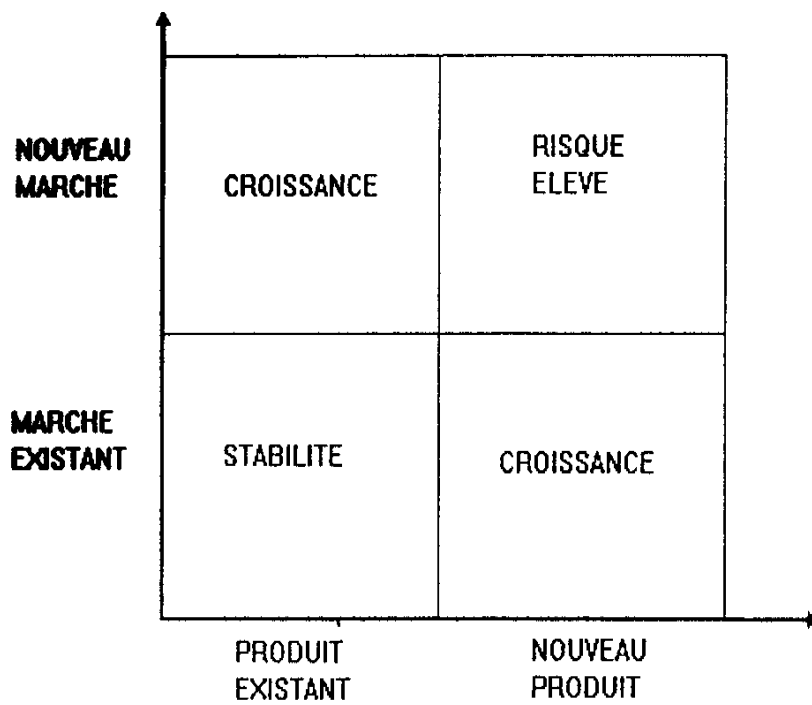 NOUVEAU
MARCHE
CROISSANCE
RISQUE
ELEVE
MARCHE
EXISTANT
STABILITE
CROISSANCE
PRODUIT
EXISTANT
NOUVEAU
PRODUIT